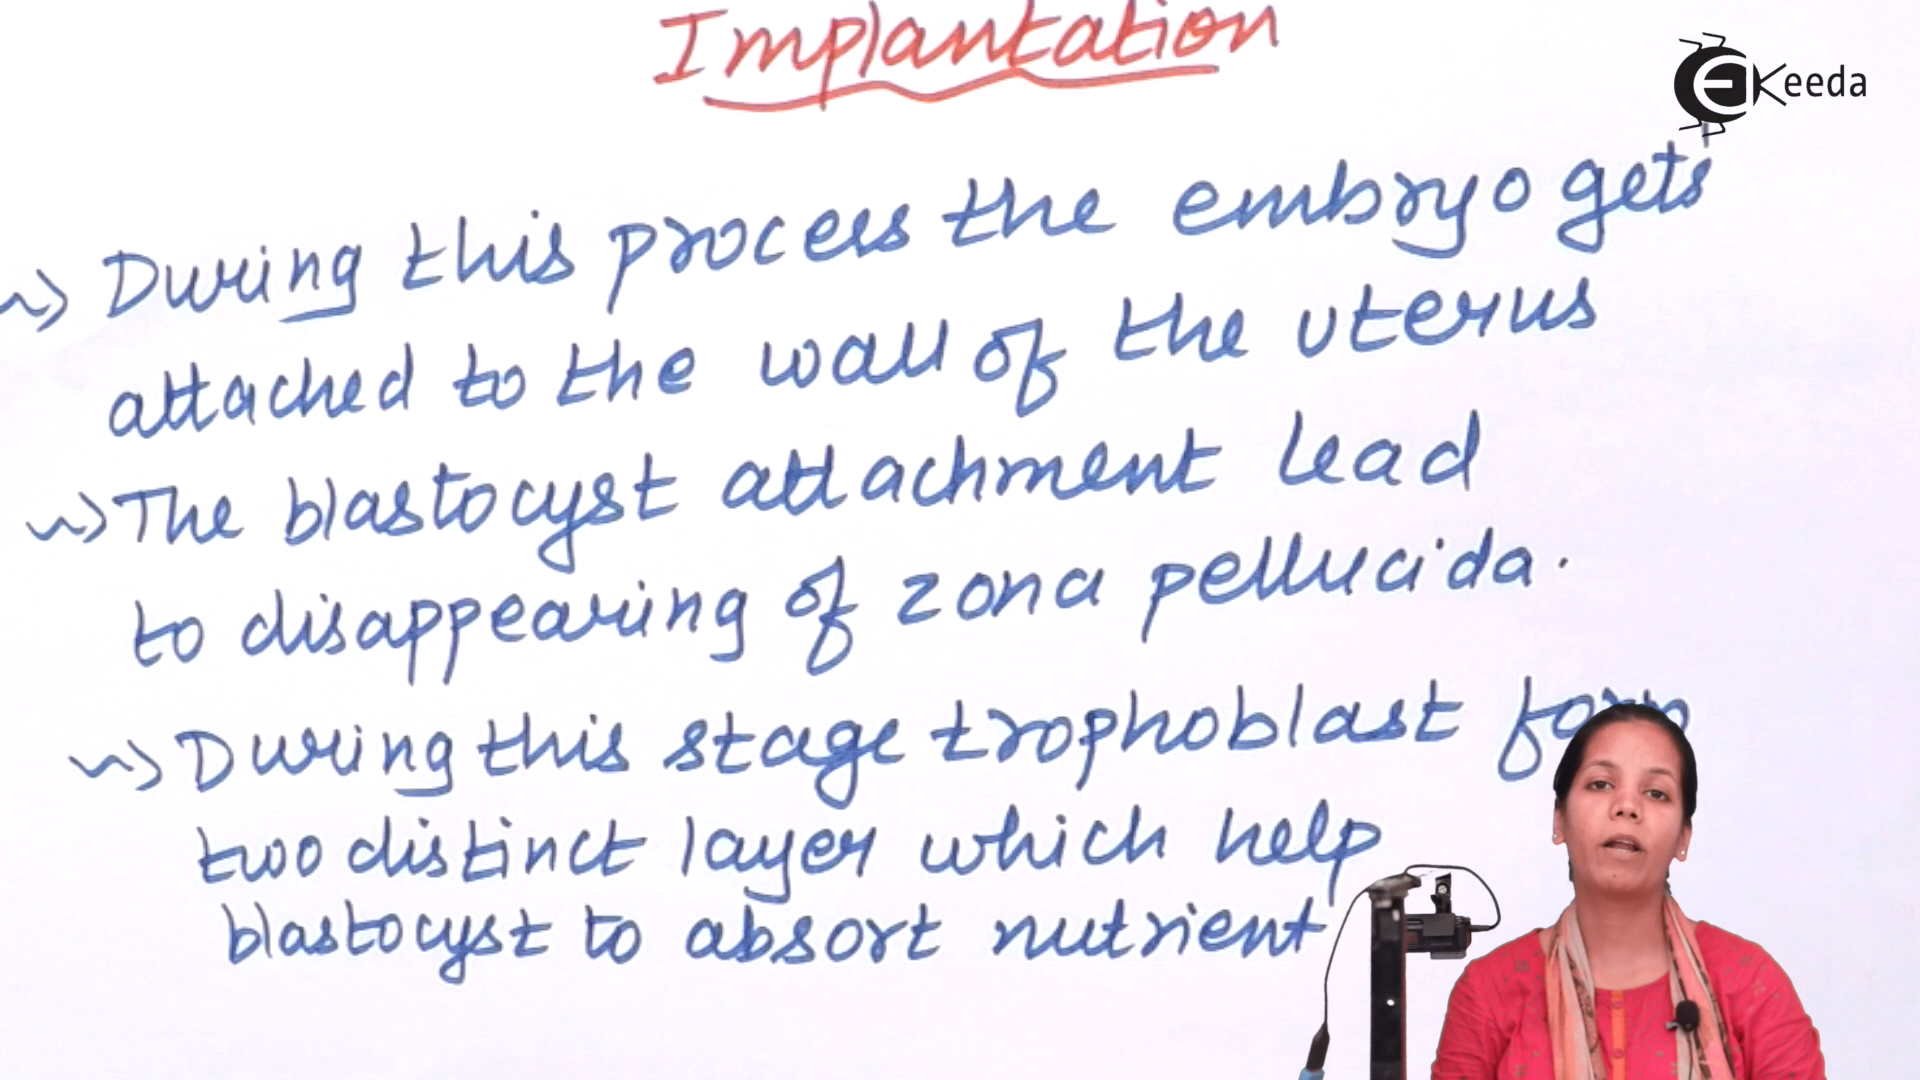 Implantation
EKeeda
~> During this process the embryo gets
attached to the wall of the uterus
~> The blastocyst attachment lead
to disappearing of zona pellucida.
~> During this stage trophoblast form
two distinct layer which help
blastocyst to absort nutrient